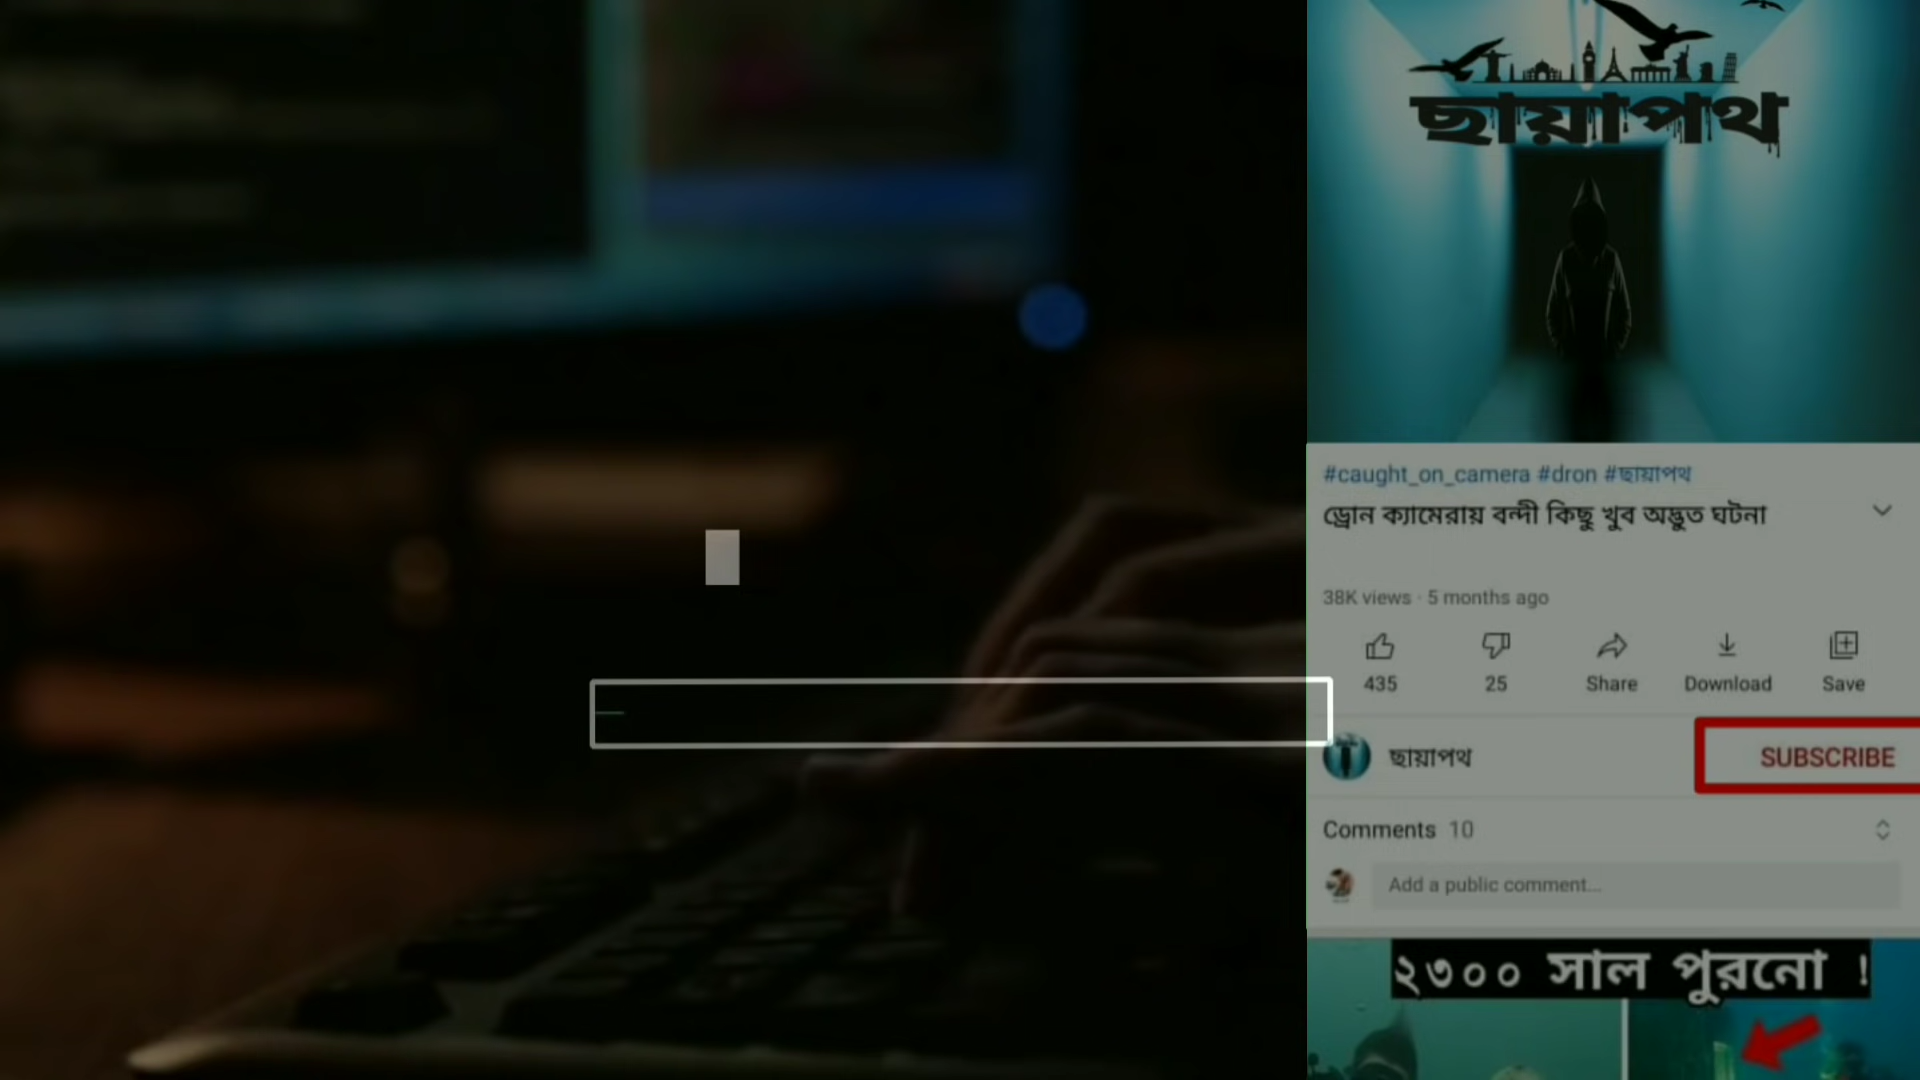 ছায়াপথ
#caught_on_camera #dron #ছায়াপথ
ড্রোন ক্যামেরায় বন্দী কিছু খুব অদ্ভুত ঘটনা
38K views · 5 months ago
435 25 Share Download Save
ছায়াপথ SUBSCRIBE
Comments 10
Add a public comment...
২৩০০ সাল পুরনো !